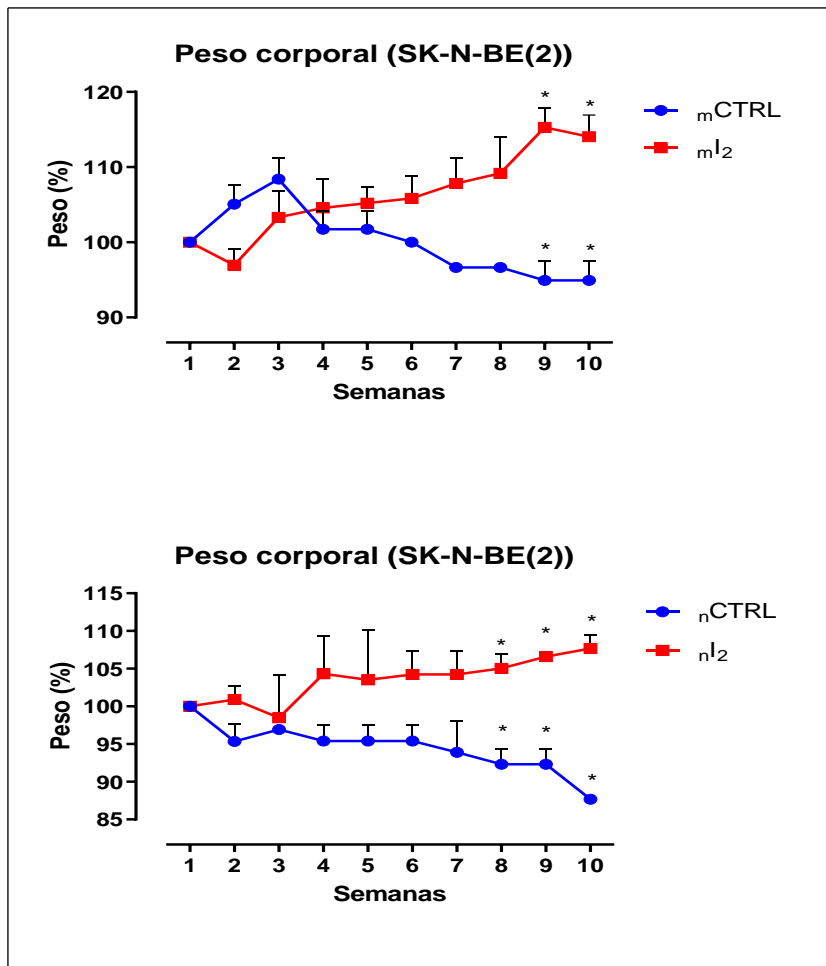 Peso corporal (SK-N-BE(2))
120
110
100
90
Peso (%)
* *
* *
mCTRL
mI2
1 2 3 4 5 6 7 8 9 10
Semanas
Peso corporal (SK-N-BE(2))
115
110
105
100
95
90
85
Peso (%)
* * *
* * *
nCTRL
nI2
1 2 3 4 5 6 7 8 9 10
Semanas